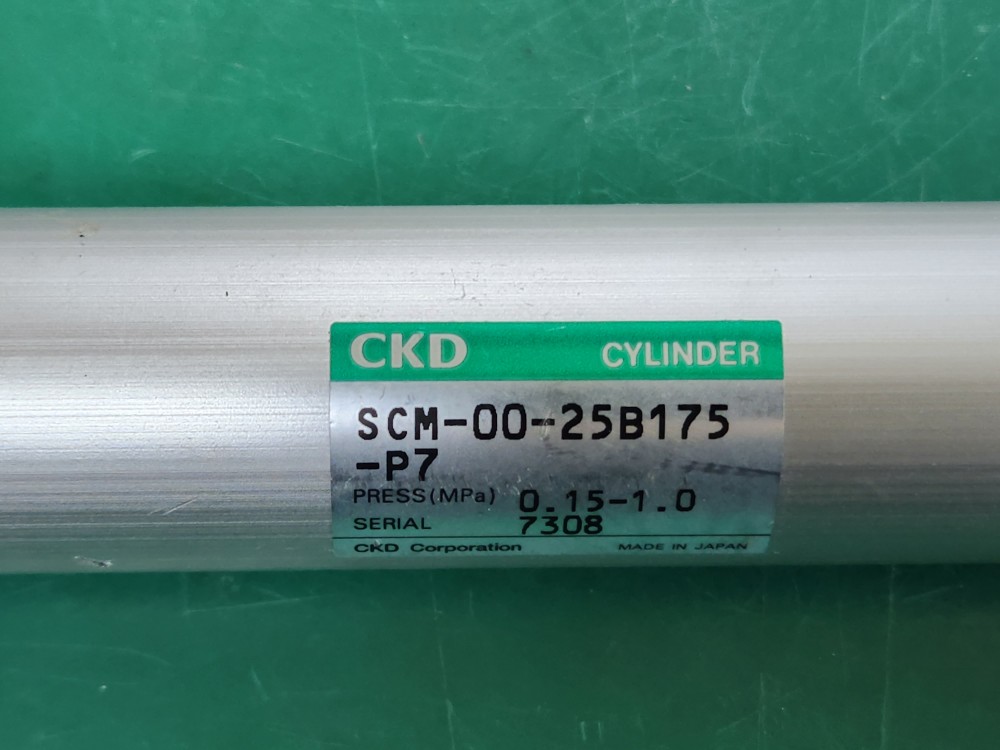 CKD CYLINDER
SCM-00-25B175
-P7
PRESS(MPa) 0.15-1.0
SERIAL 7308
CKD Corporation MADE IN JAPAN